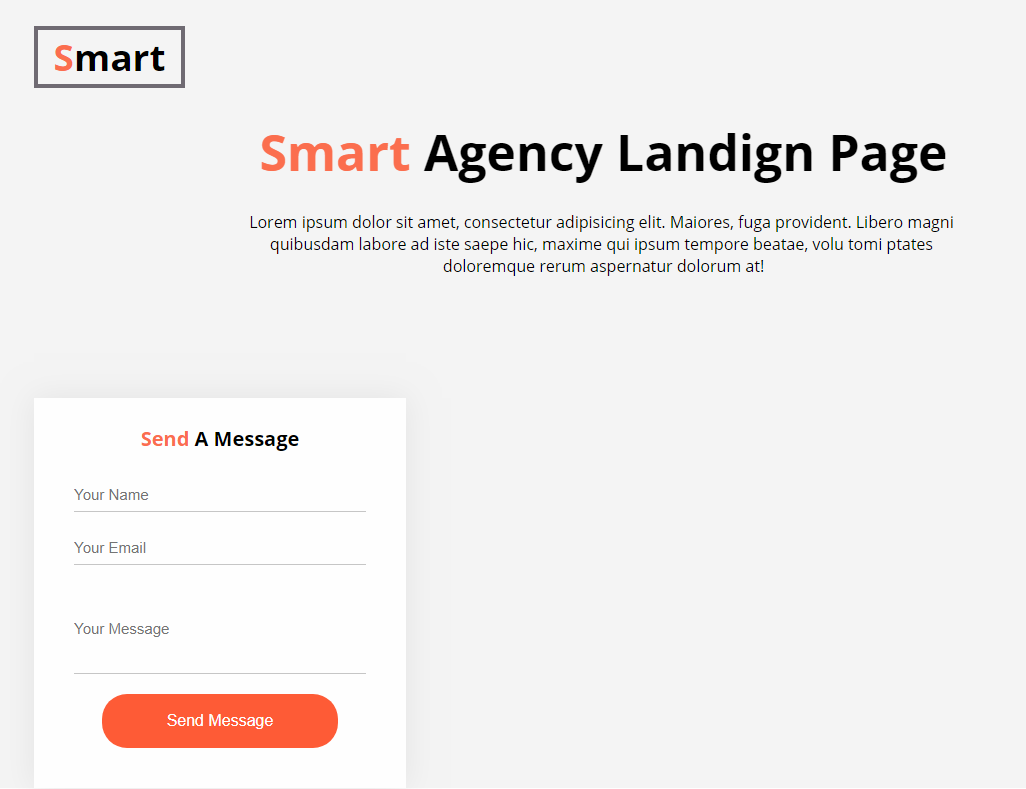 Smart
Smart Agency Landign Page
Lorem ipsum dolor sit amet, consectetur adipisicing elit. Maiores, fuga provident. Libero magni
quibusdam labore ad iste saepe hic, maxime qui ipsum tempore beatae, volu tomi ptates
doloremque rerum aspernatur dolorum at!
Send A Message
Your Name
Your Email
Your Message
Send Message